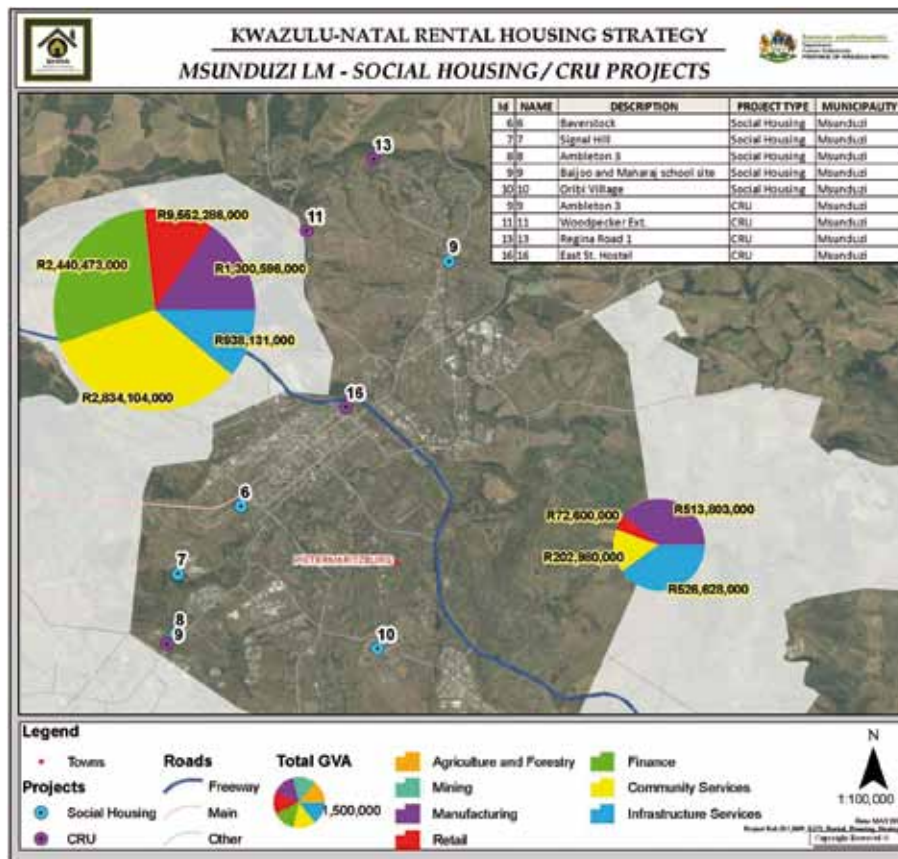 KWAZULU-NATAL RENTAL HOUSING STRATEGY
MSUNDUZI LM - SOCIAL HOUSING / CRU PROJECTS
Id NAME DESCRIPTION PROJECT TYPE MUNICIPALITY
6 6 Baverstock Social Housing Msunduzi
7 7 Signal Hill Social Housing Msunduzi
8 8 Ambleton 3 Social Housing Msunduzi
9 9 Baijoo and Maharaj school site Social Housing Msunduzi
10 10 Oribi Village Social Housing Msunduzi
9 9 Ambleton 3 CRU Msunduzi
11 11 Woodpecker Ext. CRU Msunduzi
13 13 Regina Road 1 CRU Msunduzi
16 16 East St. Hostel CRU Msunduzi
13
11
9
R9,552,286,000
R2,440,473,000
R1,300,596,000
R938,131,000
R2,834,104,000
16
6
R72,600,000
R513,803,000
R202,980,000
R526,628,000
PIETERMARITZBURG
7
8
9
10
Legend
Towns
Projects
Social Housing
CRU
Roads
Freeway
Main
Other
Total GVA
1,500,000
Agriculture and Forestry
Mining
Manufacturing
Retail
Finance
Community Services
Infrastructure Services
N
1:100,000